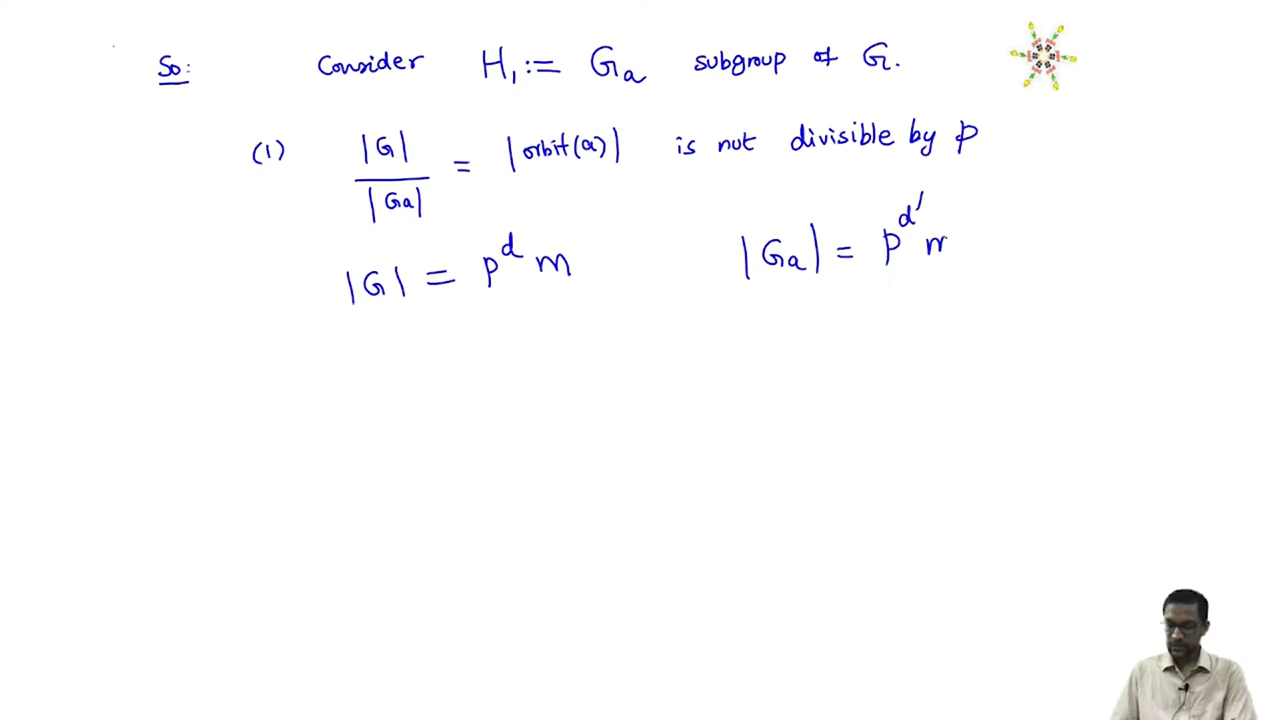 So: Consider H₁ := Gₐ subgroup of G.
(1) |G| / |Gₐ| = |orbit(a)| is not divisible by p
|G| = p^d m |Gₐ| = p^d' m